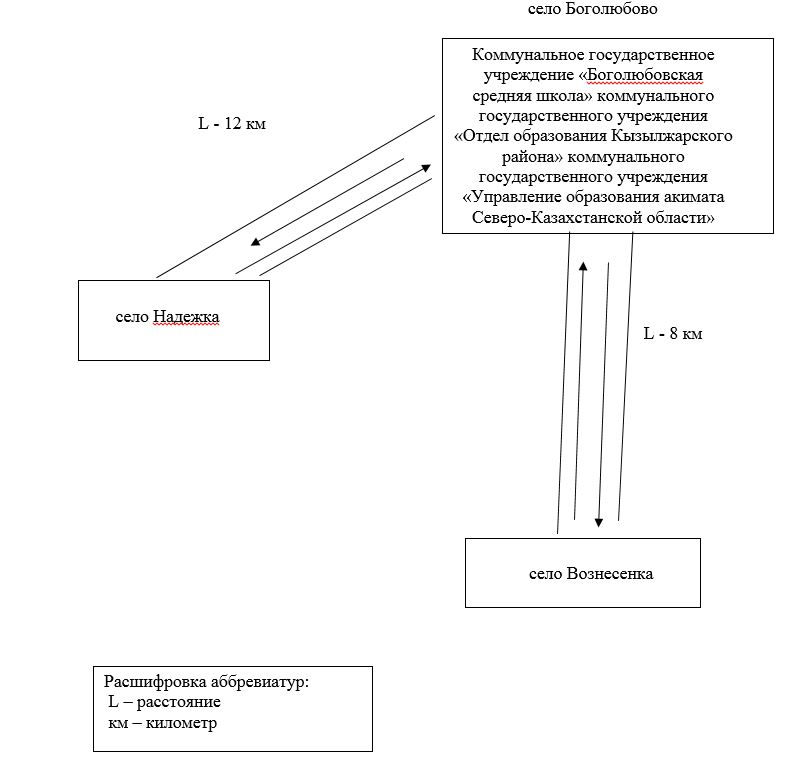 село Боголюбово
Коммунальное государственное
учреждение «Боголюбовская
средняя школа» коммунального
государственного учреждения
«Отдел образования Кызылжарского
района» коммунального
государственного учреждения
«Управление образования акимата
Северо-Казахстанской области»
L - 12 км
село Надежка
L - 8 км
село Вознесенка
Расшифровка аббревиатур:
L – расстояние
км – километр